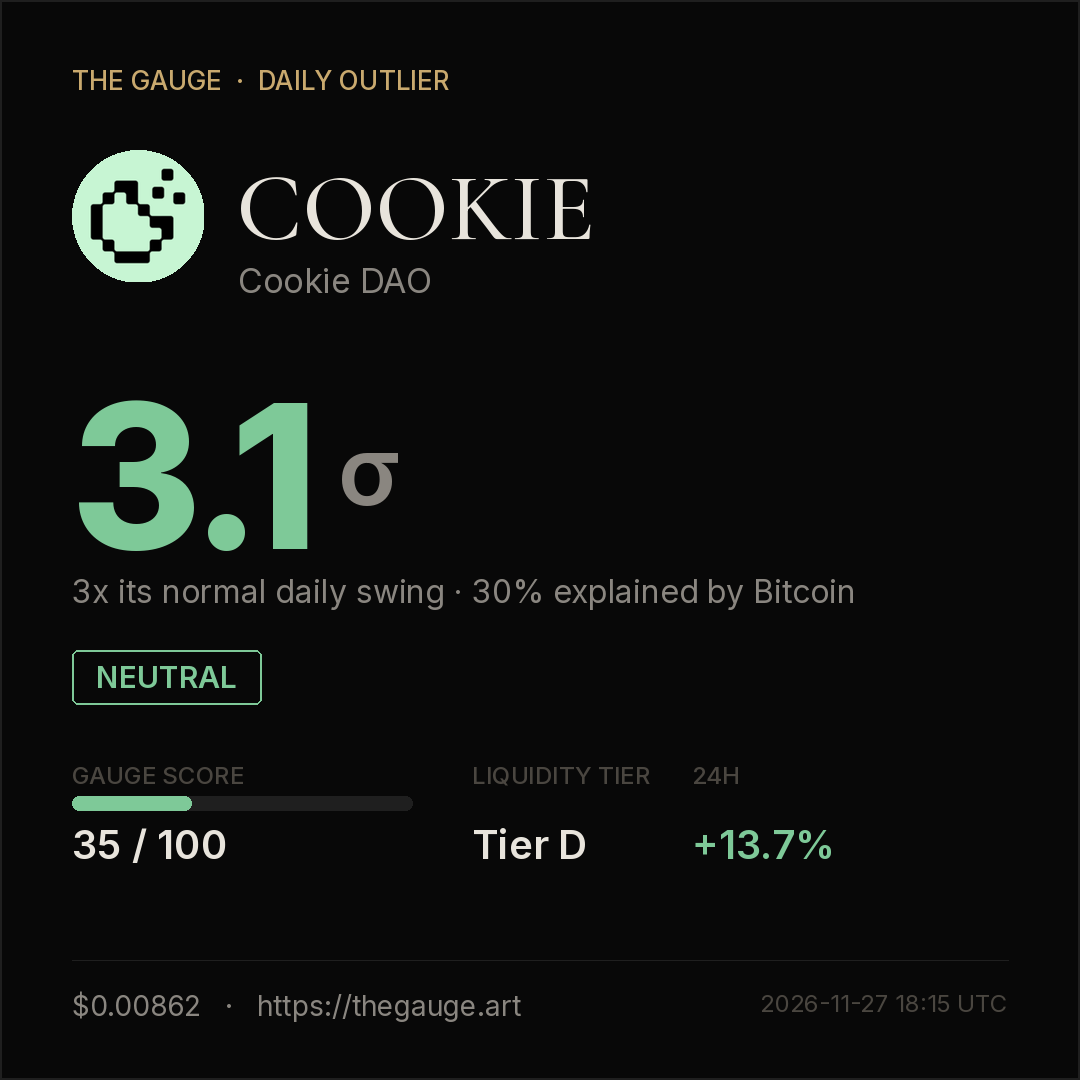 THE GAUGE · DAILY OUTLIER
COOKIE
Cookie DAO
3.1 σ
3x its normal daily swing · 30% explained by Bitcoin
NEUTRAL
GAUGE SCORE LIQUIDITY TIER 24H
35 / 100 Tier D +13.7%
$0.00862 · https://thegauge.art 2026-11-27 18:15 UTC